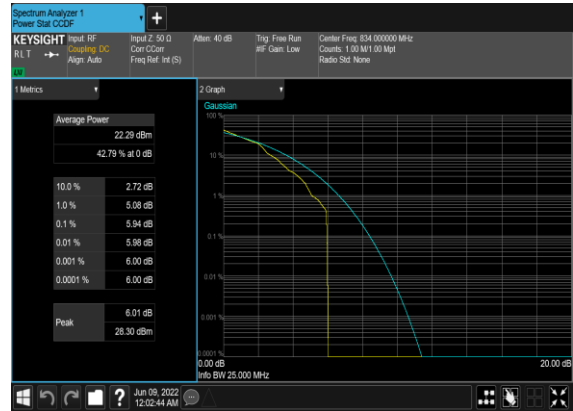 Spectrum Analyzer 1
Power Stat CCDF
KEYSIGHT Input: RF Input Z: 50 Ω Atten: 40 dB Trig: Free Run Center Freq: 834.000000 MHz
RLT Coupling: DC Corr CCorr #IF Gain: Low Counts: 1.00 M/1.00 Mpt
Align: Auto Freq Ref: Int (S) Radio Std: None
LXI
1 Metrics
2 Graph
Average Power
22.29 dBm
42.79 % at 0 dB
10.0 % 2.72 dB
1.0 % 5.08 dB
0.1 % 5.94 dB
0.01 % 5.98 dB
0.001 % 6.00 dB
0.0001 % 6.00 dB
Peak 6.01 dB
28.30 dBm
Gaussian
100 %
10 %
1 %
0.1 %
0.01 %
0.001 %
0.0001 %
0.00 dB 20.00 dB
Info BW 25.000 MHz
? Jun 09, 2022
12:02:44 AM